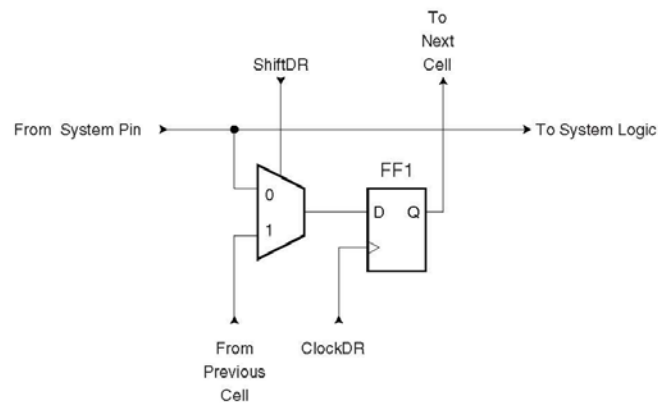 To
Next
Cell
ShiftDR
From System Pin
To System Logic
FF1
0
D Q
1
From
Previous
Cell
ClockDR